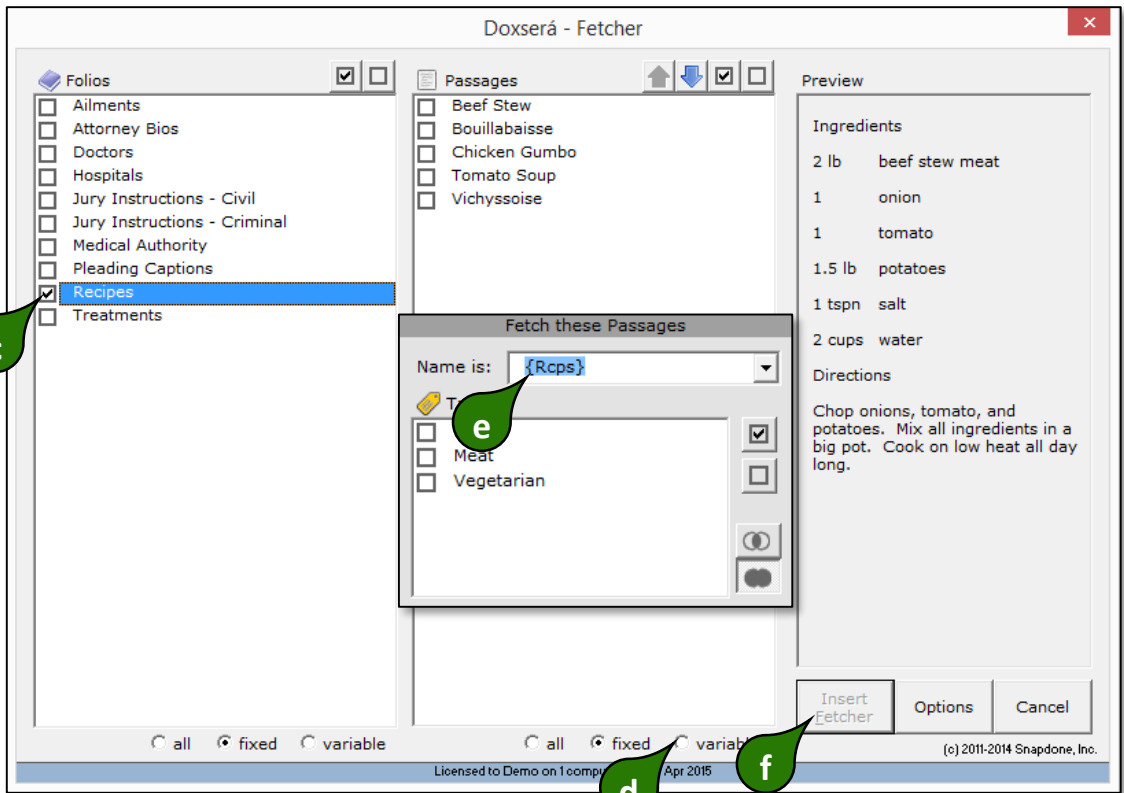 Doxserá - Fetcher
Folios
Ailments
Attorney Bios
Doctors
Hospitals
Jury Instructions - Civil
Jury Instructions - Criminal
Medical Authority
Pleading Captions
Recipes
Treatments
all fixed variable
Passages
Beef Stew
Bouillabaisse
Chicken Gumbo
Tomato Soup
Vichyssoise
Fetch these Passages
Name is: {Rcps}
e
Meat
Vegetarian
all fixed
d
Preview
Ingredients
2 lb beef stew meat
1 onion
1 tomato
1.5 lb potatoes
1 tspn salt
2 cups water
Directions
Chop onions, tomato, and
potatoes. Mix all ingredients in a
big pot. Cook on low heat all day
long.
Insert
Fetcher
Options
Cancel
f
(c) 2011-2014 Snapdone, Inc.
Licensed to Demo on 1 Apr 2015